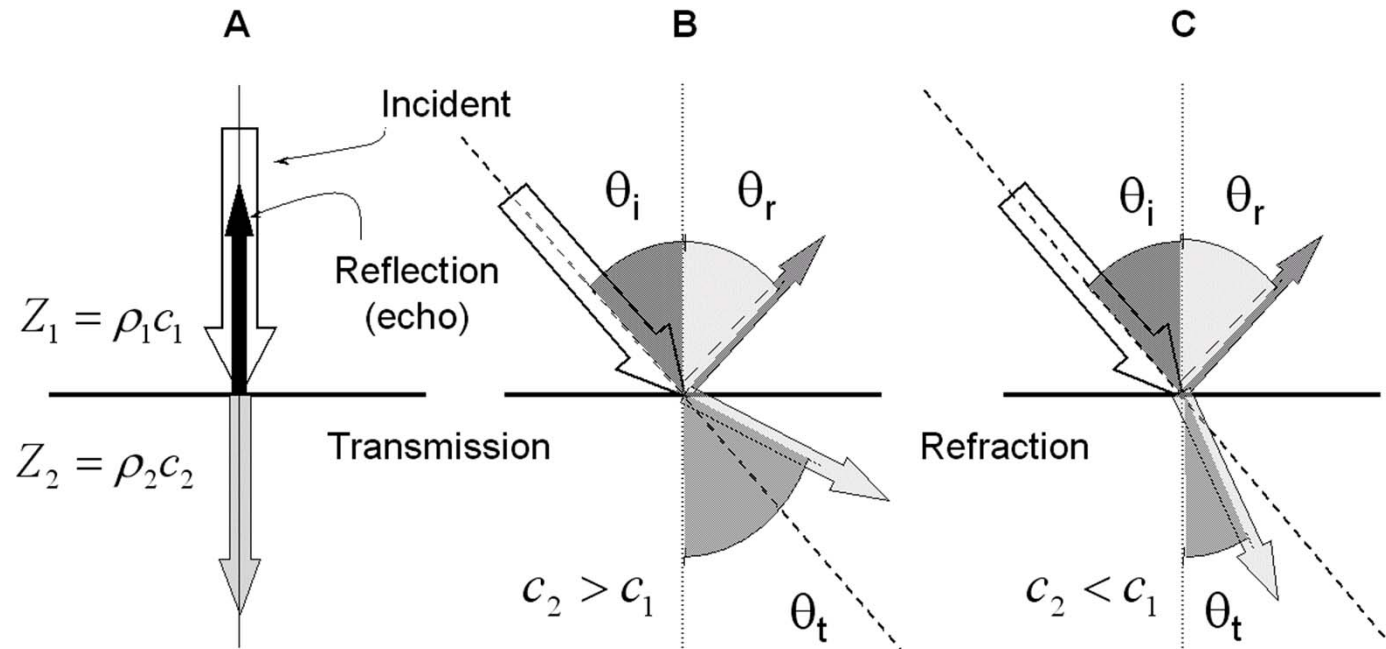 A
B
C
Incident
Reflection
(echo)
Z₁ = ρ₁c₁
Z₂ = ρ₂c₂
Transmission
θᵢ
θᵣ
c₂ > c₁
θₜ
Refraction
θᵢ
θᵣ
c₂ < c₁
θₜ